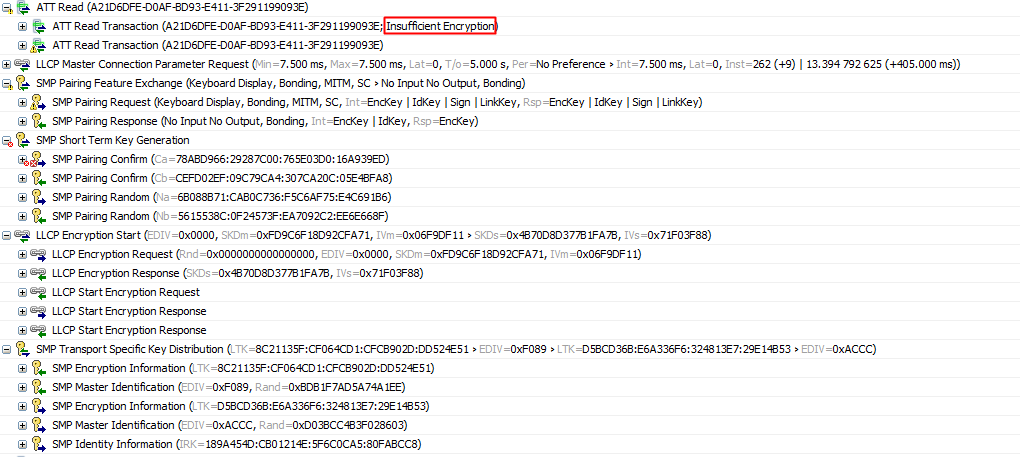 ATT Read (A21D6DFE-D0AF-BD93-E411-3F291199093E)
ATT Read Transaction (A21D6DFE-D0AF-BD93-E411-3F291199093E; Insufficient Encryption)
ATT Read Transaction (A21D6DFE-D0AF-BD93-E411-3F291199093E)
LLCP Master Connection Parameter Request (Min=7.500 ms, Max=7.500 ms, Lat=0, T/o=5.000 s, Per=No Preference > Int=7.500 ms, Lat=0, Inst=262 (+9) | 13.394 792 625 (+405.000 ms))
SMP Pairing Feature Exchange (Keyboard Display, Bonding, MITM, SC > No Input No Output, Bonding)
SMP Pairing Request (Keyboard Display, Bonding, MITM, SC, Int=EncKey | IdKey | Sign | LinkKey, Rsp=EncKey | IdKey | Sign | LinkKey)
SMP Pairing Response (No Input No Output, Bonding, Int=EncKey | IdKey, Rsp=EncKey)
SMP Short Term Key Generation
SMP Pairing Confirm (Ca=78ABD966:29287C00:765E03D0:16A939ED)
SMP Pairing Confirm (Cb=CEFD02EF:09C79CA4:307CA20C:05E4BFA8)
SMP Pairing Random (Na=6B088B71:CAB0C736:F5C6AF75:E4C691B6)
SMP Pairing Random (Nb=5615538C:0F24573F:EA7092C2:EE6E668F)
LLCP Encryption Start (EDIV=0x0000, SKDm=0xFD9C6F18D92CFA71, IVm=0x06F9DF11 > SKDs=0x4B70D8D377B1FA7B, IVs=0x71F03F88)
LLCP Encryption Request (Rnd=0x0000000000000000, EDIV=0x0000, SKDm=0xFD9C6F18D92CFA71, IVm=0x06F9DF11)
LLCP Encryption Response (SKDs=0x4B70D8D377B1FA7B, IVs=0x71F03F88)
LLCP Start Encryption Request
LLCP Start Encryption Response
LLCP Start Encryption Response
SMP Transport Specific Key Distribution (LTK=8C21135F:CF064CD1:CFCB902D:DD524E51 > EDIV=0xF089 > LTK=D5BCD36B:E6A336F6:324813E7:29E14B53 > EDIV=0xACCC)
SMP Encryption Information (LTK=8C21135F:CF064CD1:CFCB902D:DD524E51)
SMP Master Identification (EDIV=0xF089, Rand=0xBDB1F7AD5A74A1EE)
SMP Encryption Information (LTK=D5BCD36B:E6A336F6:324813E7:29E14B53)
SMP Master Identification (EDIV=0xACCC, Rand=0xD03BCC4B3F028603)
SMP Identity Information (IRK=189A454D:CB01214E:5F6C0CA5:80FABCC8)